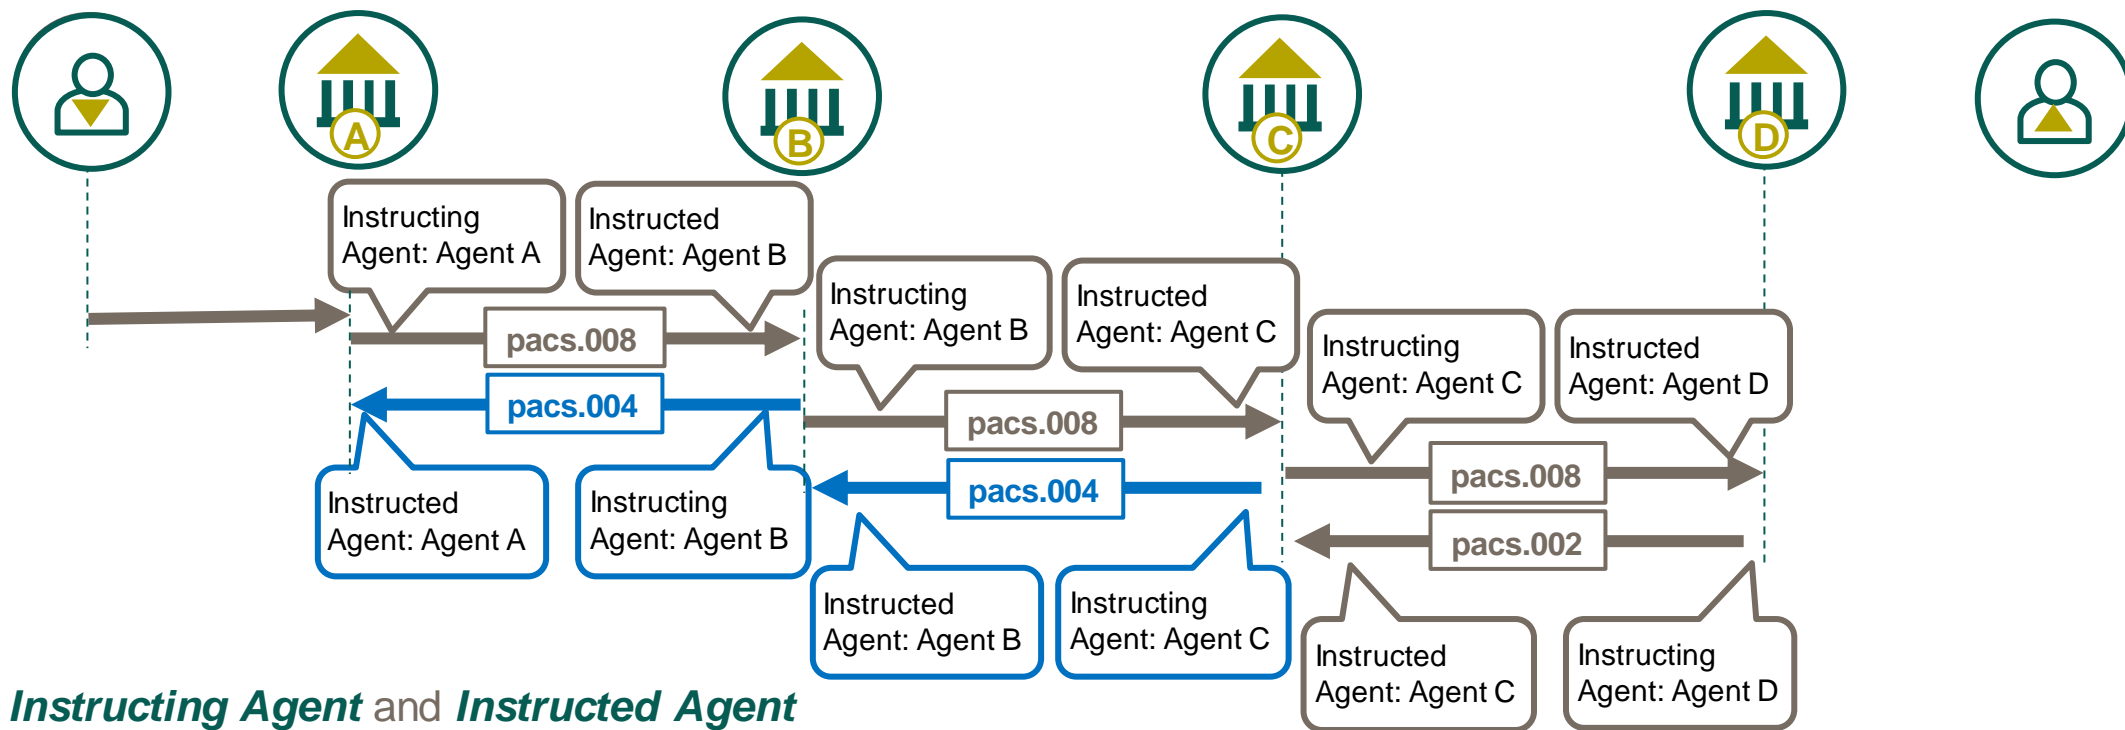 A
B
C
D
Instructing
Agent: Agent A
Instructed
Agent: Agent B
pacs.008
Instructing
Agent: Agent B
Instructed
Agent: Agent C
pacs.008
Instructing
Agent: Agent C
Instructed
Agent: Agent D
pacs.008
pacs.004
Instructed
Agent: Agent A
Instructing
Agent: Agent B
pacs.004
Instructed
Agent: Agent B
Instructing
Agent: Agent C
pacs.002
Instructed
Agent: Agent C
Instructing
Agent: Agent D
Instructing Agent and Instructed Agent